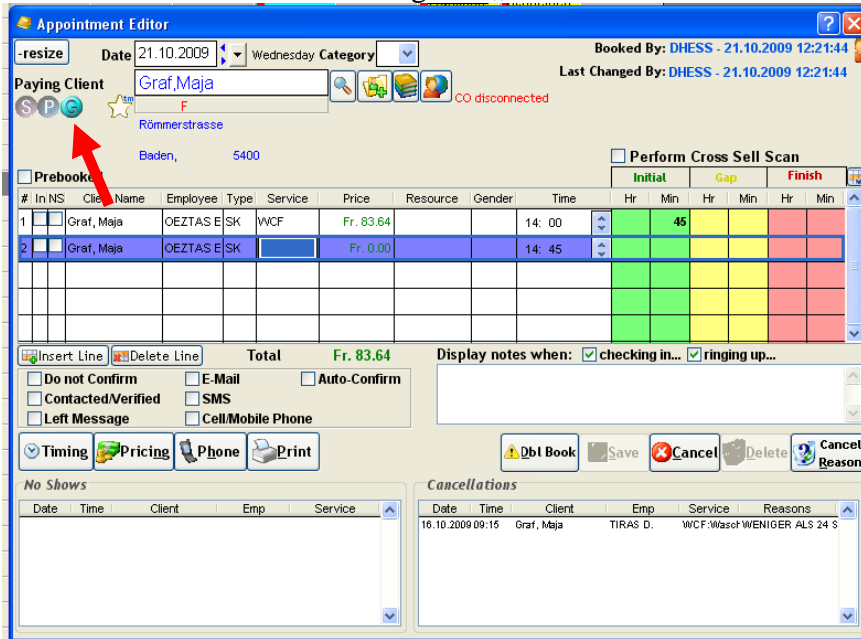 Appointment Editor
-resize Date 21.10.2009 Wednesday Category Booked By: DHESS - 21.10.2009 12:21:44
Paying Client Graf,Maja Last Changed By: DHESS - 21.10.2009 12:21:44
CO disconnected
S P G tm F
Römmerstrasse
Baden, 5400
Perform Cross Sell Scan
Initial Gap Finish
# In NS Name Employee Type Service Price Resource Gender Time Hr Min Hr Min Hr Min
1 Graf, Maja OEZTAS E SK WCF Fr. 83.64 14: 00 45
2 Graf, Maja OEZTAS E SK Fr. 0.00 14: 45
Insert Line Delete Line Total Fr. 83.64 Display notes when: checking in... ringing up...
Do not Confirm E-Mail Auto-Confirm
Contacted/Verified SMS
Left Message Cell/Mobile Phone
Timing Pricing Phone Print Dbl Book Save Cancel Delete Cancel
Reason
No Shows Cancellations
Date Time Client Emp Service Date Time Client Emp Service Reasons
16.10.2009 09:15 Graf, Maja TIRAS D. WCF:Wasch WENIGER ALS 24 S